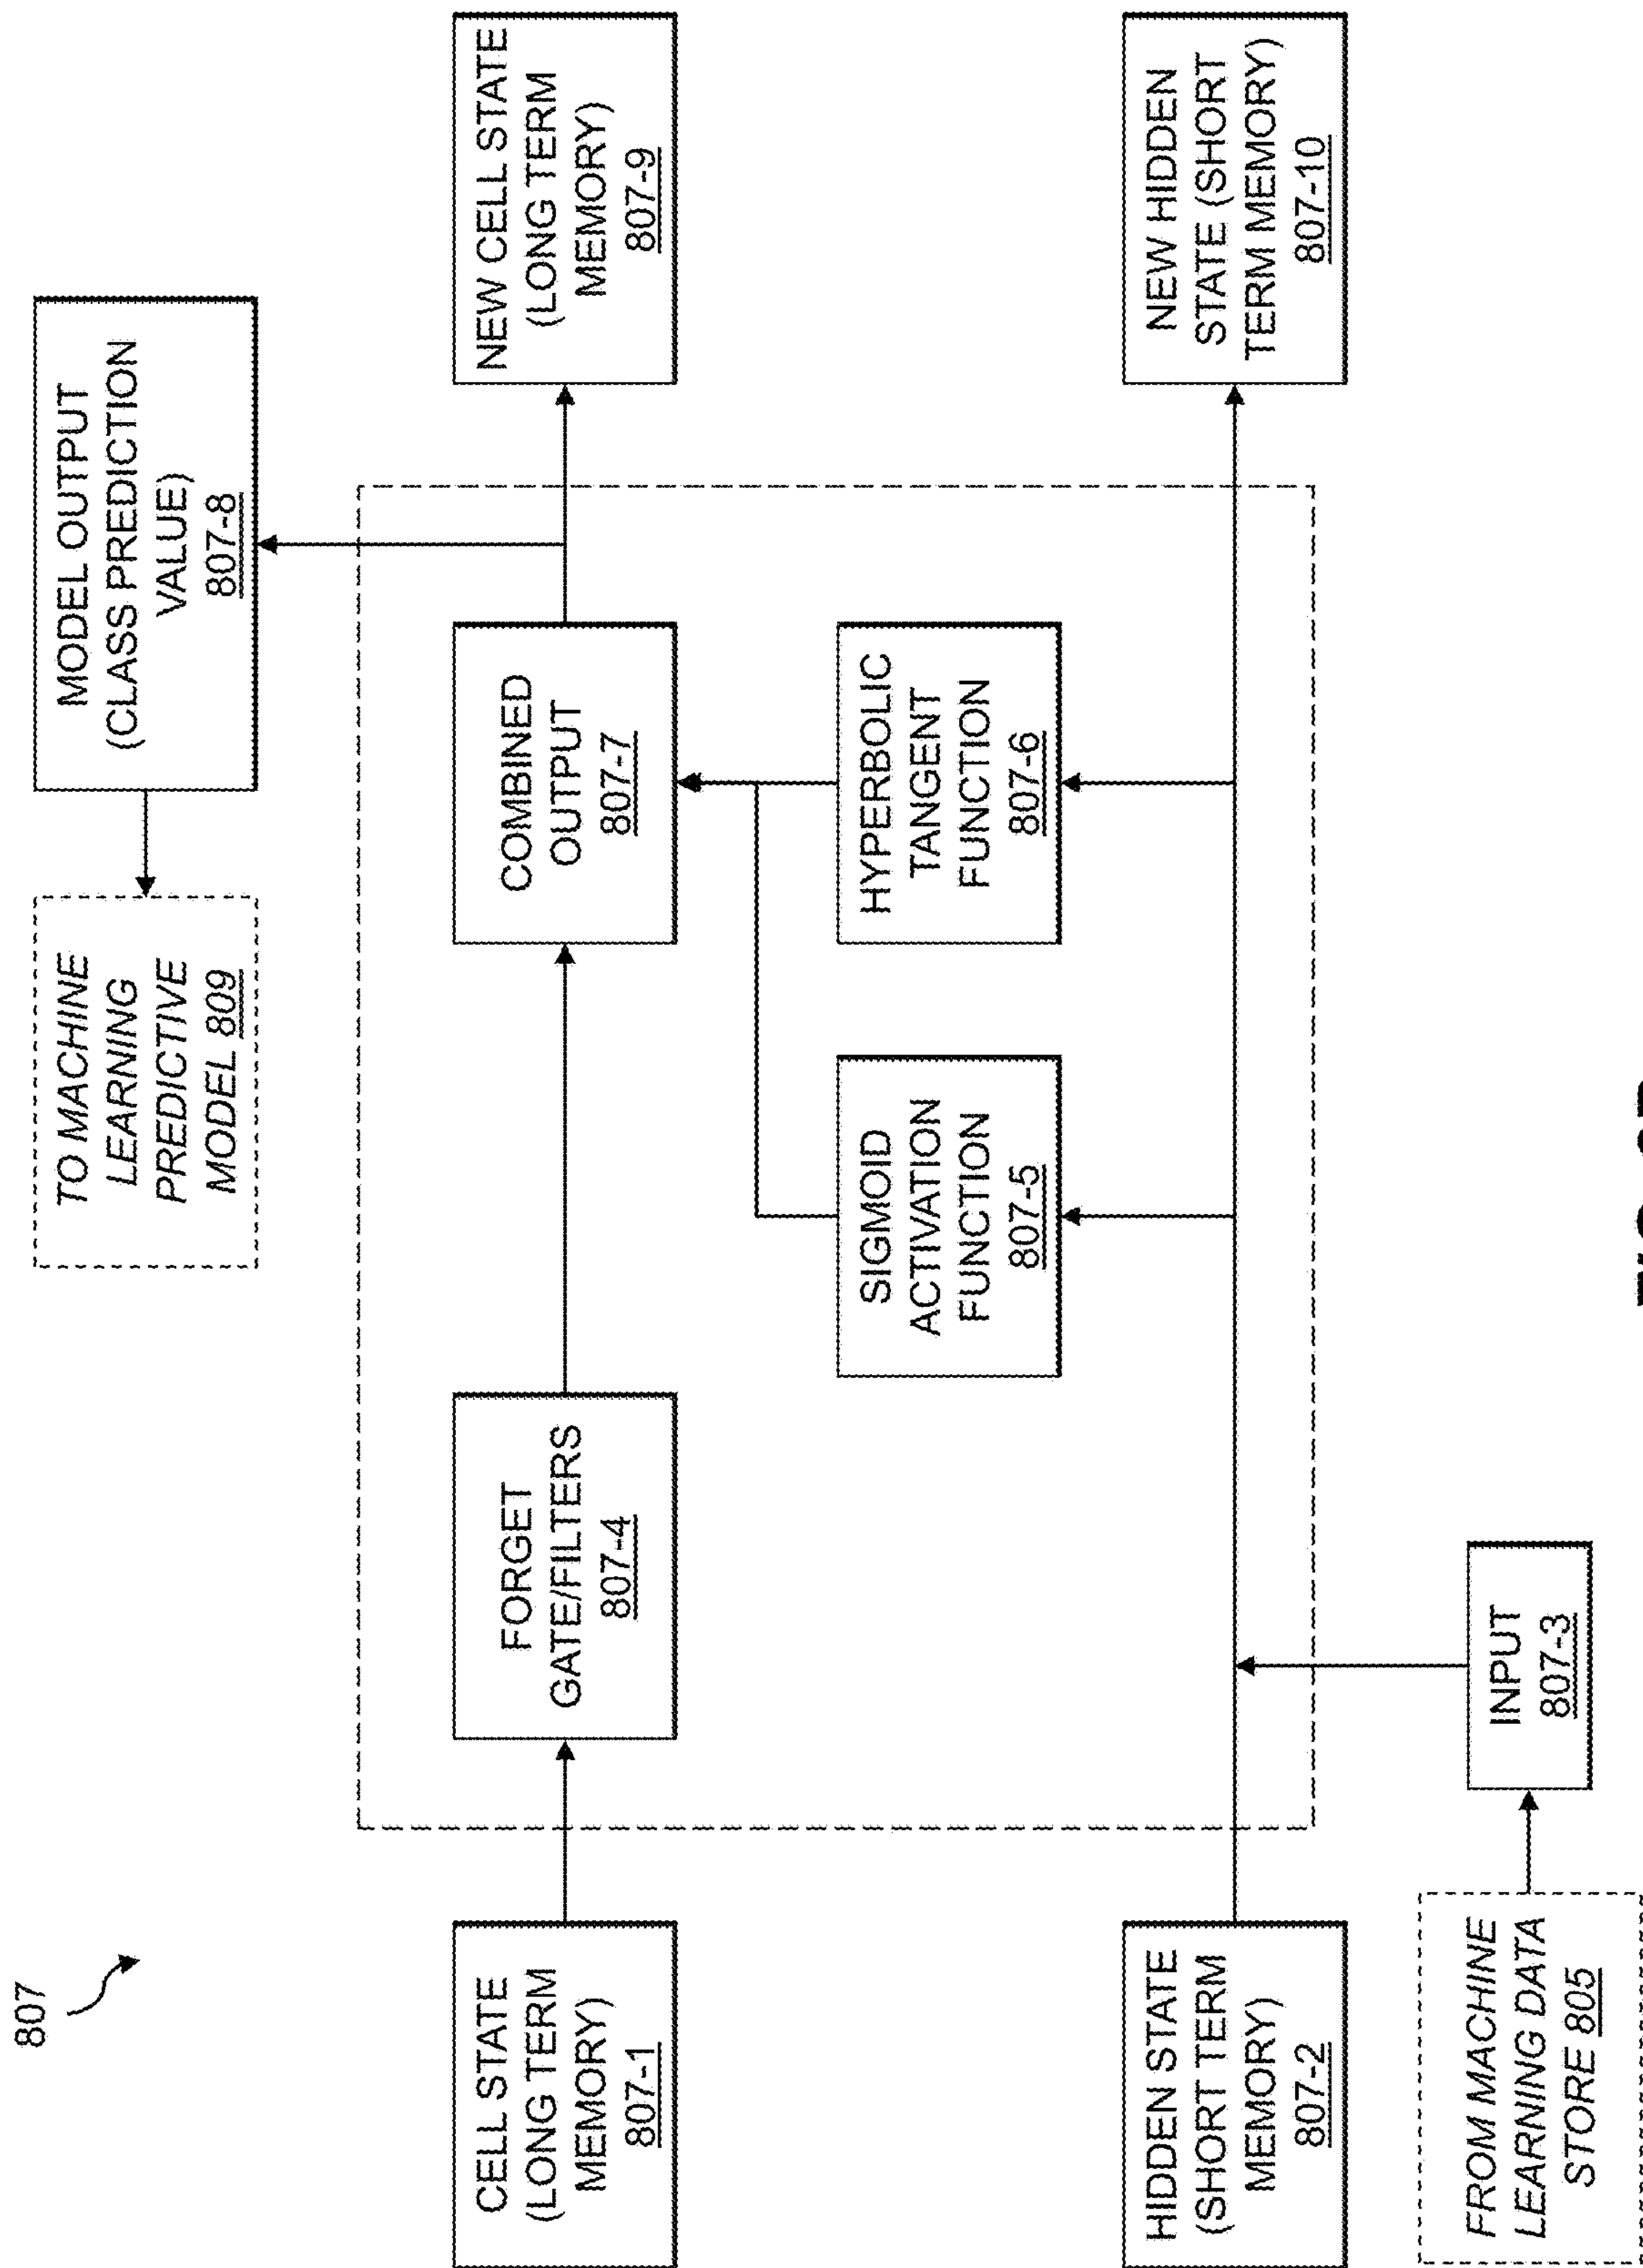 807
TO MACHINE
LEARNING
PREDICTIVE
MODEL 809
MODEL OUTPUT
(CLASS PREDICTION
VALUE)
807-8
CELL STATE
(LONG TERM
MEMORY)
807-1
FORGET
GATE/FILTERS
807-4
COMBINED
OUTPUT
807-7
NEW CELL STATE
(LONG TERM
MEMORY)
807-9
SIGMOID
ACTIVATION
FUNCTION
807-5
HYPERBOLIC
TANGENT
FUNCTION
807-6
HIDDEN STATE
(SHORT TERM
MEMORY)
807-2
NEW HIDDEN
STATE (SHORT
TERM MEMORY)
807-10
FROM MACHINE
LEARNING DATA
STORE 805
INPUT
807-3